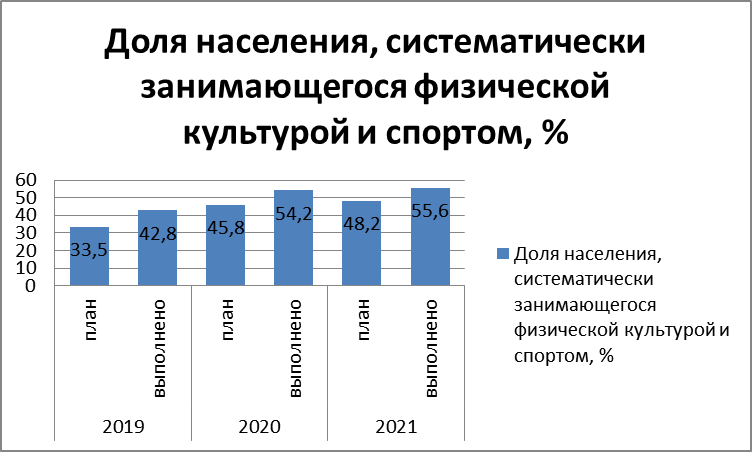 Доля населения, систематически
занимающегося физической
культурой и спортом, %
60
50
40
30
20
10
0
33,5
42,8
45,8
54,2
48,2
55,6
план
выполнено
план
выполнено
план
выполнено
2019
2020
2021
Доля населения,
систематически
занимающегося
физической культурой и
спортом, %